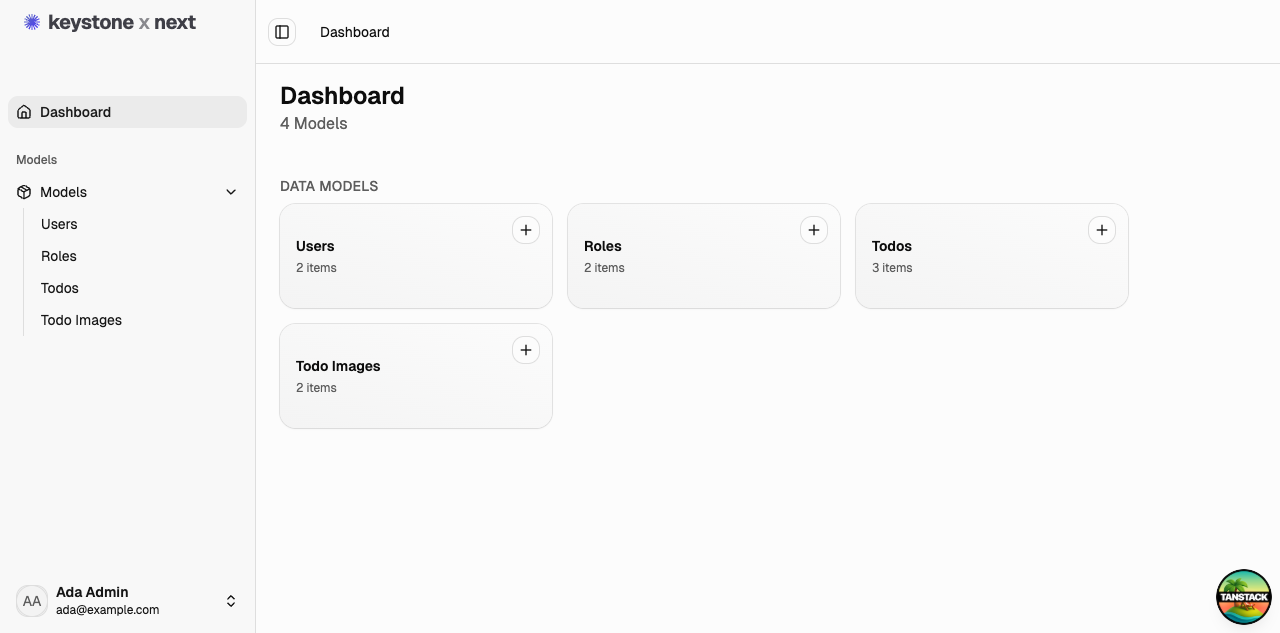 keystone x next
Dashboard
Dashboard
Models
Models
Users
Roles
Todos
Todo Images
AA
Ada Admin
ada@example.com
Dashboard
4 Models
DATA MODELS
Users
2 items
Roles
2 items
Todos
3 items
Todo Images
2 items
TANSTACK